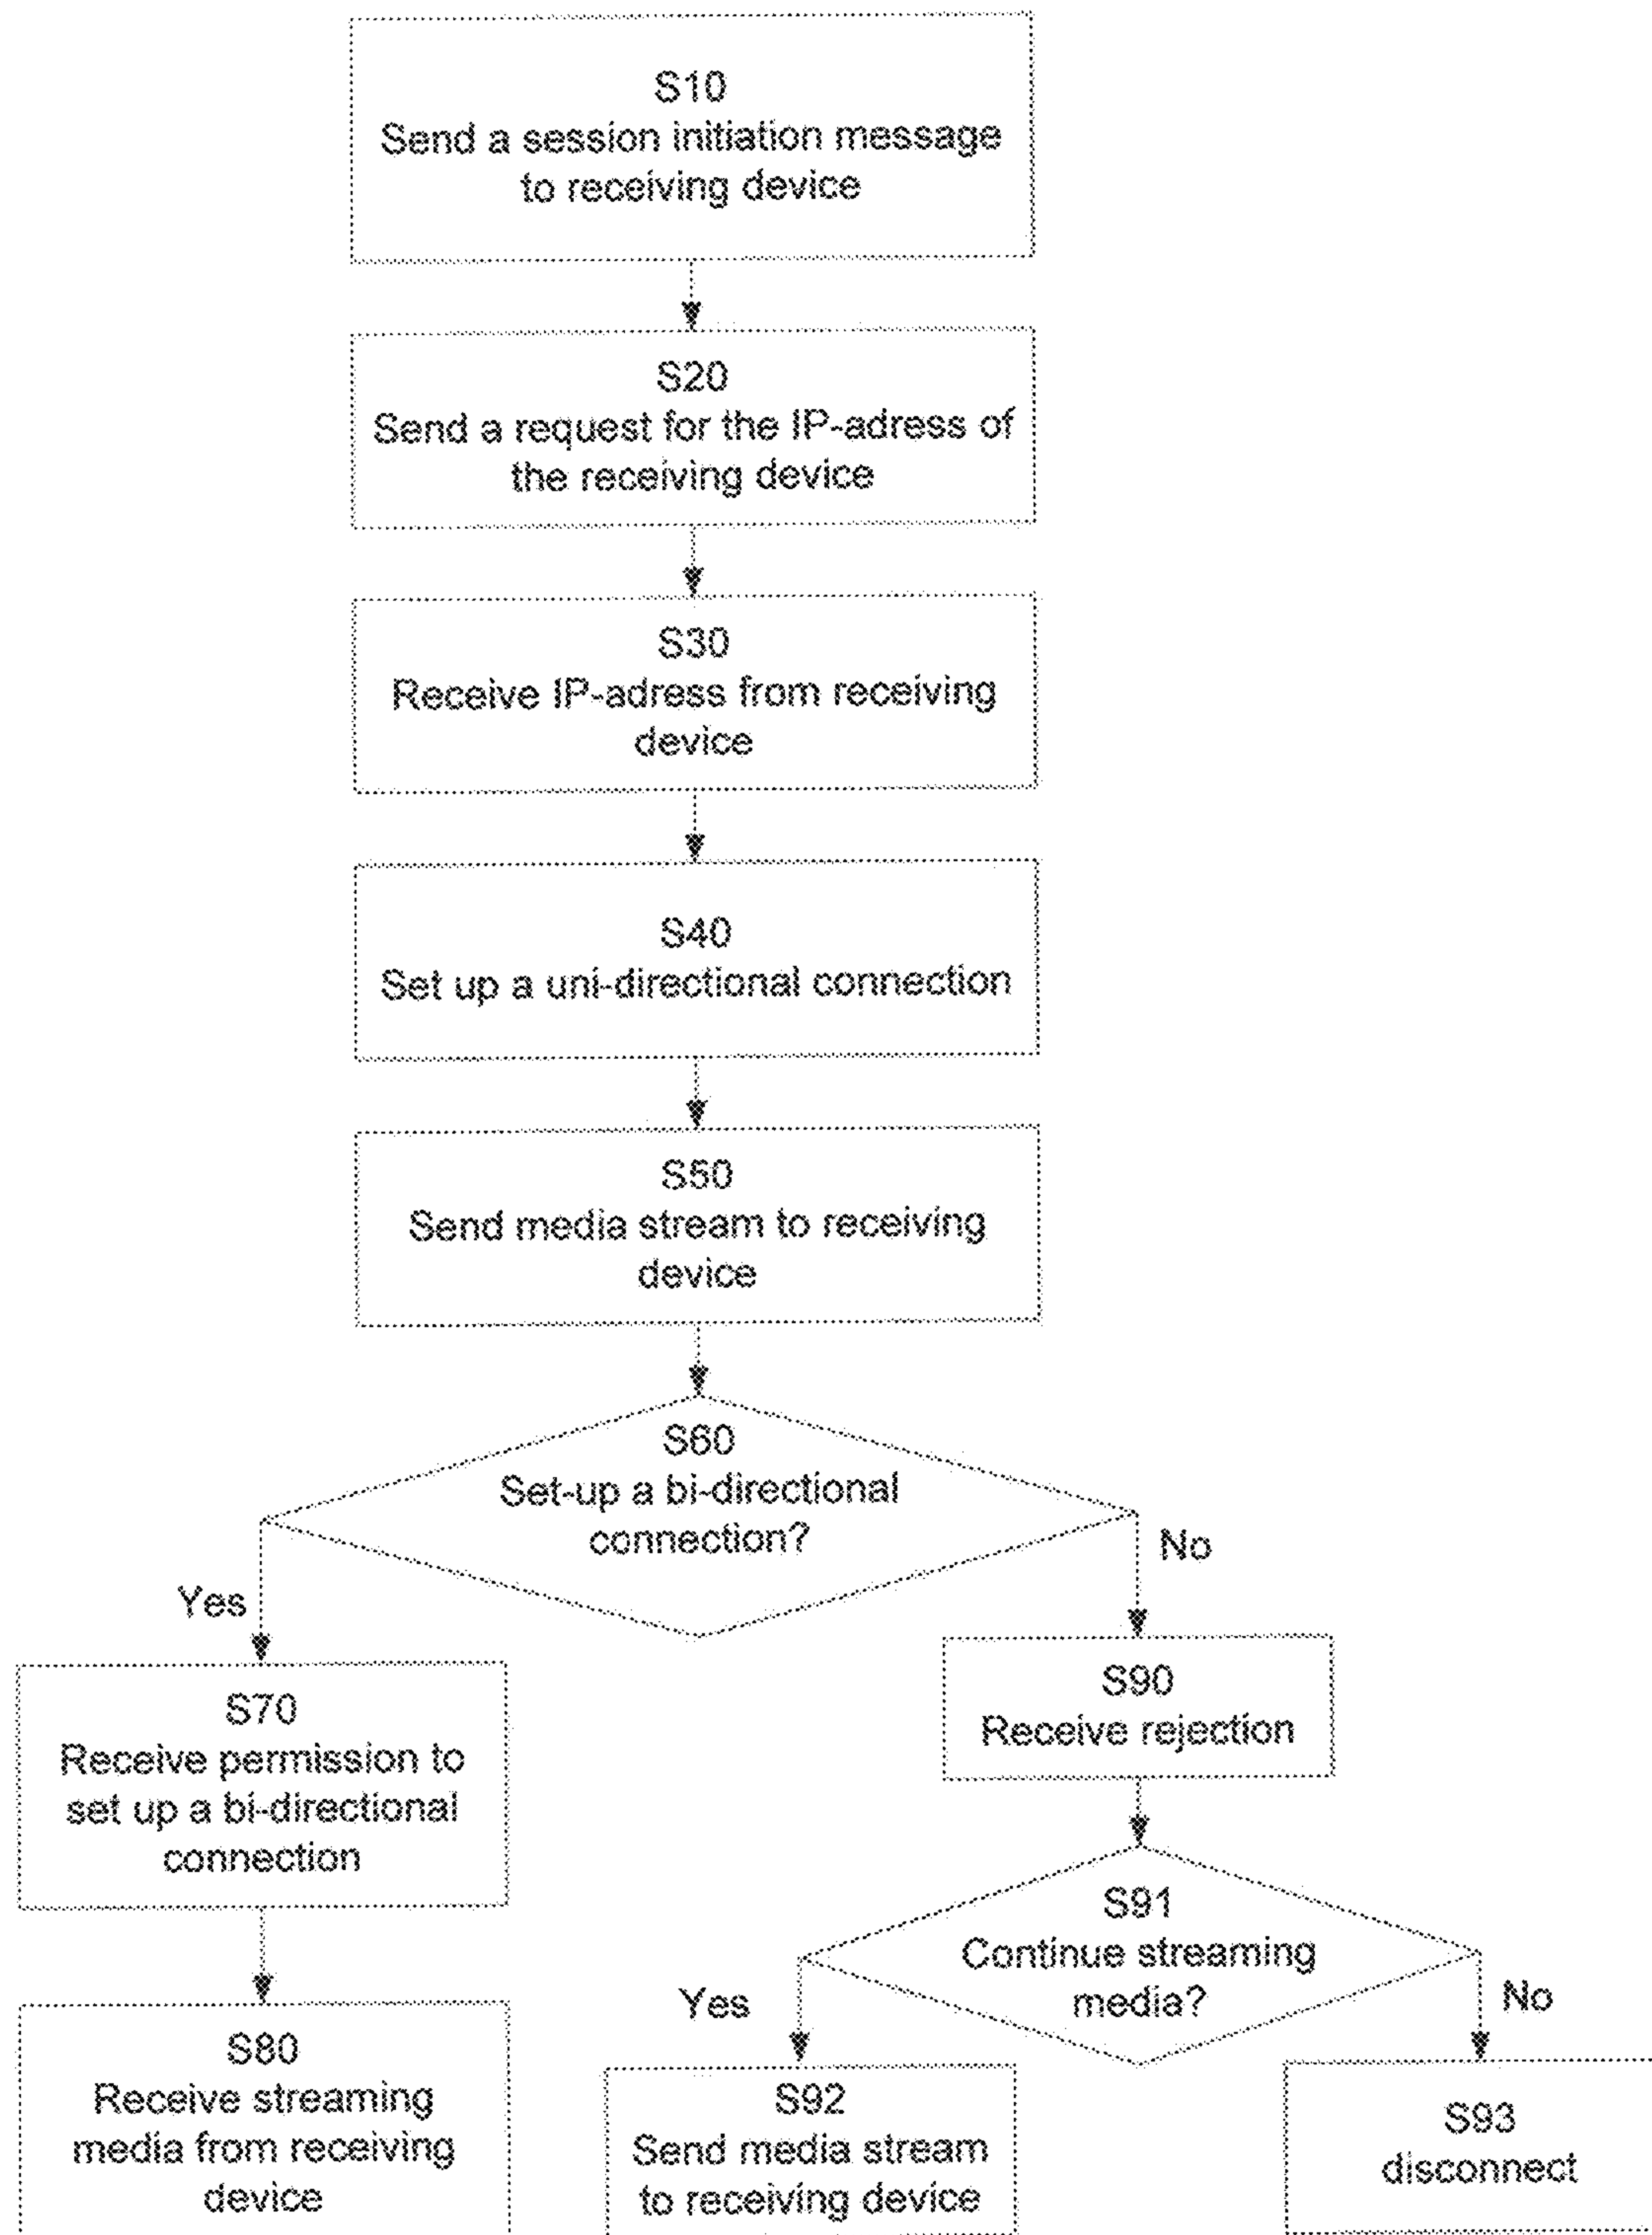 S10
Send a session initiation message
to receiving device
S20
Send a request for the IP-adress of
the receiving device
S30
Receive IP-adress from receiving
device
S40
Set up a uni-directional connection
S50
Send media stream to receiving
device
S60
Set-up a bi-directional
connection?
Yes
No
S70
Receive permission to
set up a bi-directional
connection
S90
Receive rejection
S91
Continue streaming
media?
Yes
No
S80
Receive streaming
media from receiving
device
S92
Send media stream
to receiving device
S93
disconnect